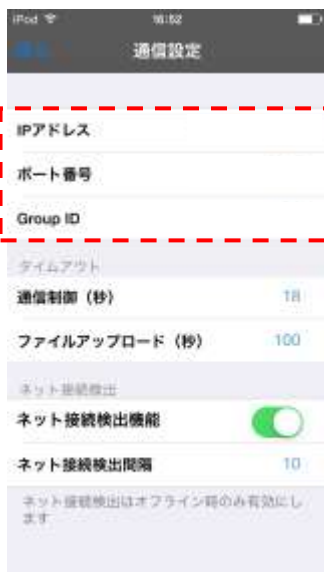 iPod 16:52
通信設定
IPアドレス
ポート番号
Group ID
タイムアウト
通信制御（秒） 18
ファイルアップロード（秒） 100
ネット接続検出
ネット接続検出機能
ネット接続検出間隔 10
ネット接続検出はオフライン時のみ有効にし
ます